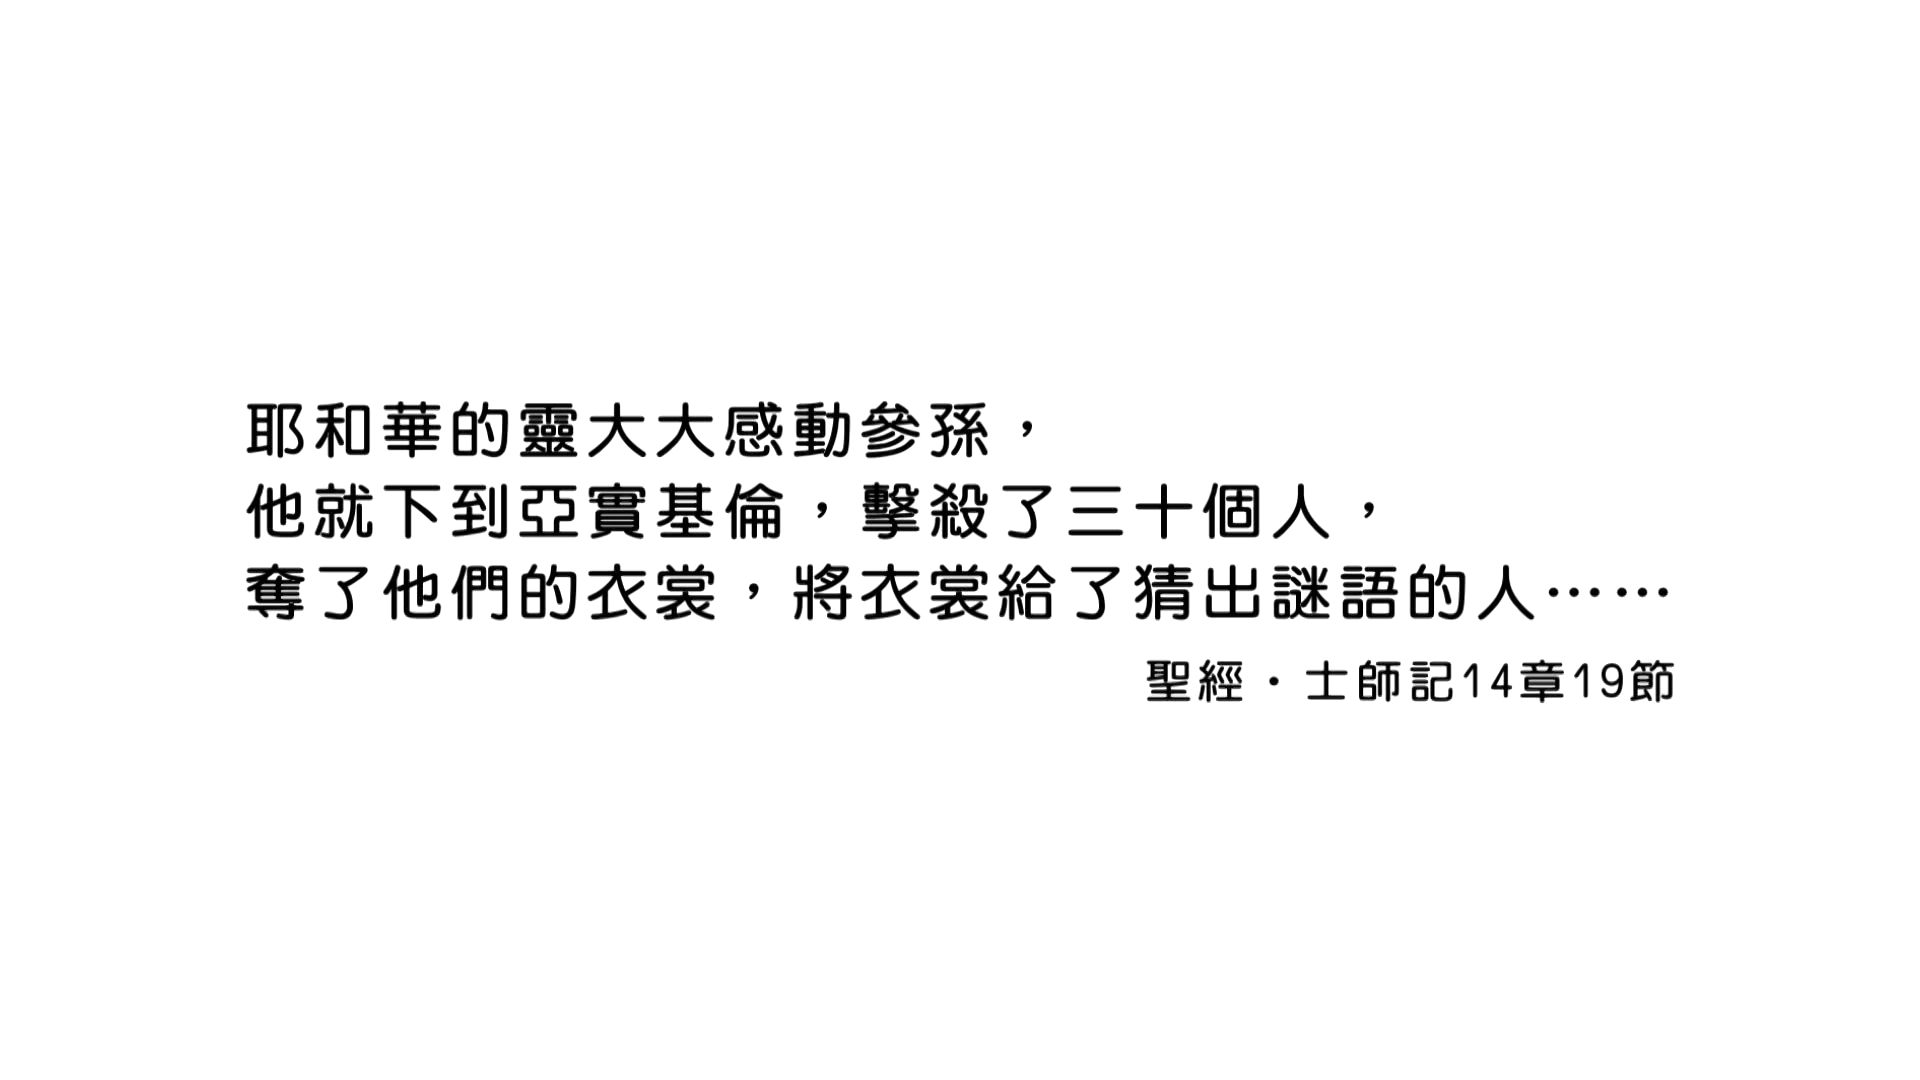 耶和華的靈大大感動參孫，
他就下到亞實基倫，擊殺了三十個人，
奪了他們的衣裳，將衣裳給了猜出謎語的人⋯⋯
聖經・士師記14章19節